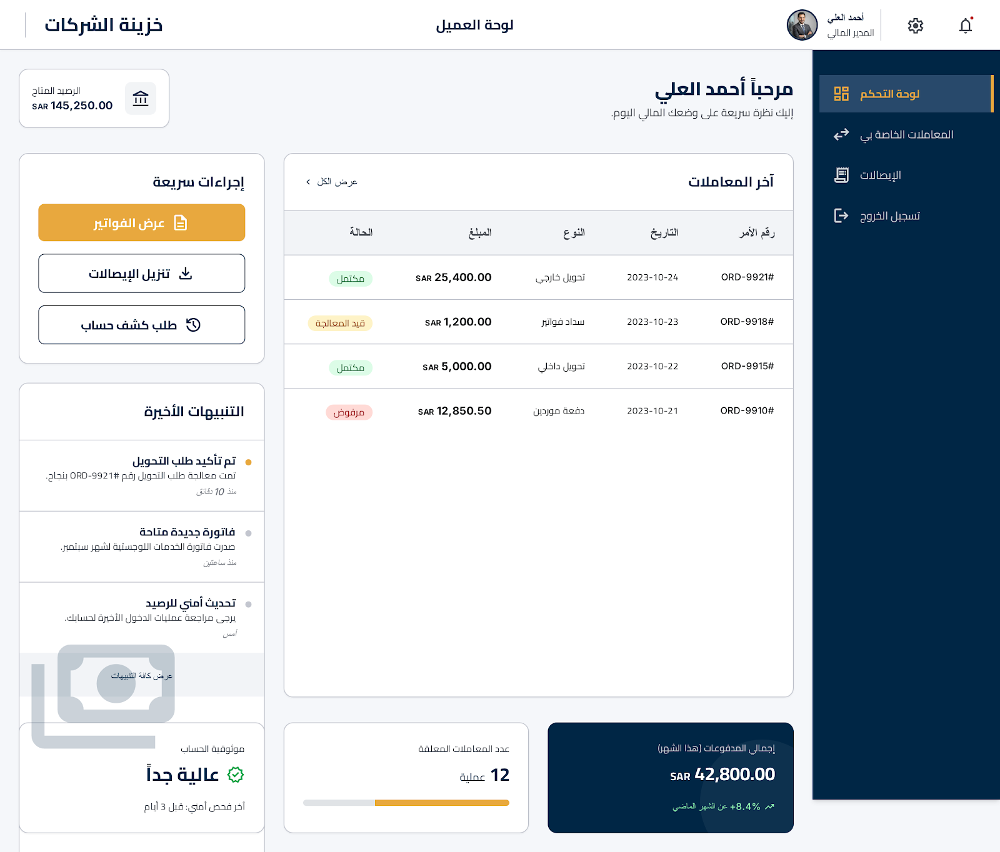 أحمد العلي
المدير المالي
لوحة العميل
خزينة الشركات
لوحة التحكم
المعاملات الخاصة بي
الإيصالات
تسجيل الخروج
مرحباً أحمد العلي
إليك نظرة سريعة على وضعك المالي اليوم.
الرصيد المتاح
SAR 145,250.00
آخر المعاملات
عرض الكل
رقم الأمر التاريخ النوع المبلغ الحالة
ORD-9921# 2023-10-24 تحويل خارجي SAR 25,400.00 مكتمل
ORD-9918# 2023-10-23 سداد فواتير SAR 1,200.00 قيد المعالجة
ORD-9915# 2023-10-22 تحويل داخلي SAR 5,000.00 مكتمل
ORD-9910# 2023-10-21 دفعة موردين SAR 12,850.50 مرفوض
إجراءات سريعة
عرض الفواتير
تنزيل الإيصالات
طلب كشف حساب
التنبيهات الأخيرة
تم تأكيد طلب التحويل
تمت معالجة طلب التحويل رقم #ORD-9921 بنجاح.
منذ 10 دقائق
فاتورة جديدة متاحة
صدرت فاتورة الخدمات اللوجستية لشهر سبتمبر.
منذ ساعتين
تحديث أمني للرصيد
يرجى مراجعة عمليات الدخول الأخيرة لحسابك.
أمس
عرض كافة التنبيهات
إجمالي المدفوعات (هذا الشهر)
SAR 42,800.00
+8.4% عن الشهر الماضي
عدد المعاملات المعلقة
12 عملية
موثوقية الحساب
عالية جداً
آخر فحص أمني: قبل 3 أيام